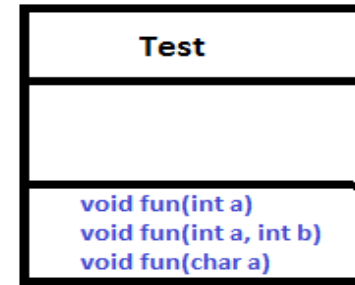 Test
void fun(int a)
void fun(int a, int b)
void fun(char a)